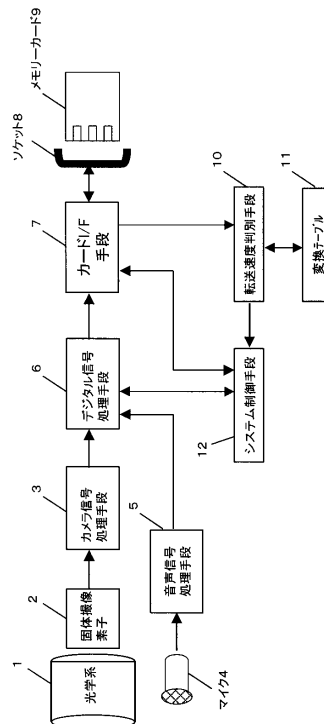 1
光学系
2
固体撮像
素子
3
カメラ信号
処理手段
6
デジタル信号
処理手段
7
カードI/F
手段
ソケット8
メモリーカード9
マイク4
5
音声信号
処理手段
12
システム制御手段
10
転送速度判別手段
11
変換テーブル